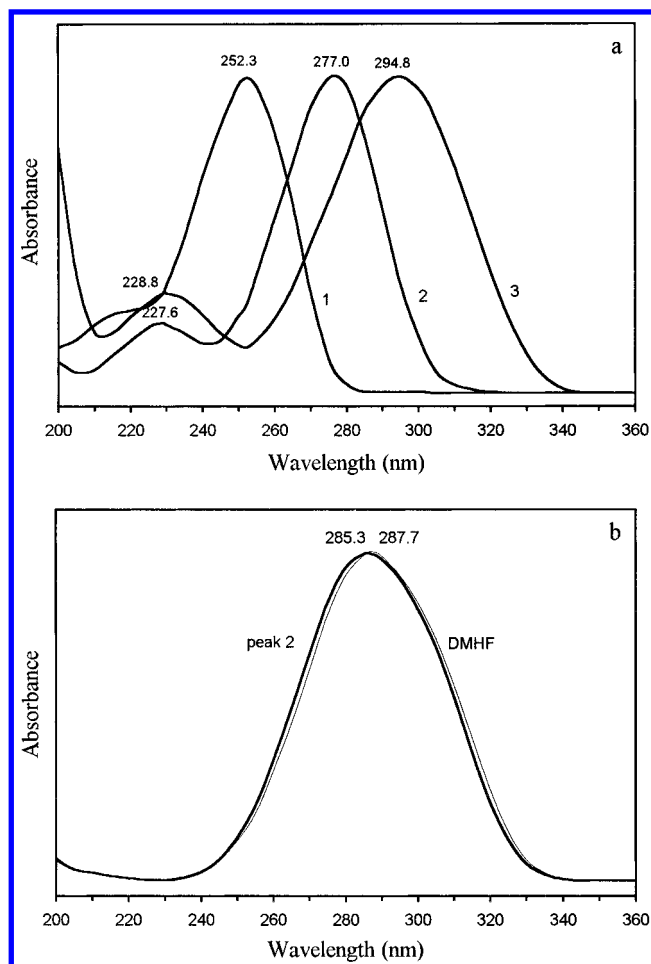 a
252.3 277.0 294.8
228.8
227.6
1 2 3
Absorbance
200 220 240 260 280 300 320 340 360
Wavelength (nm)
b
285.3 287.7
peak 2 DMHF
Absorbance
200 220 240 260 280 300 320 340 360
Wavelength (nm)